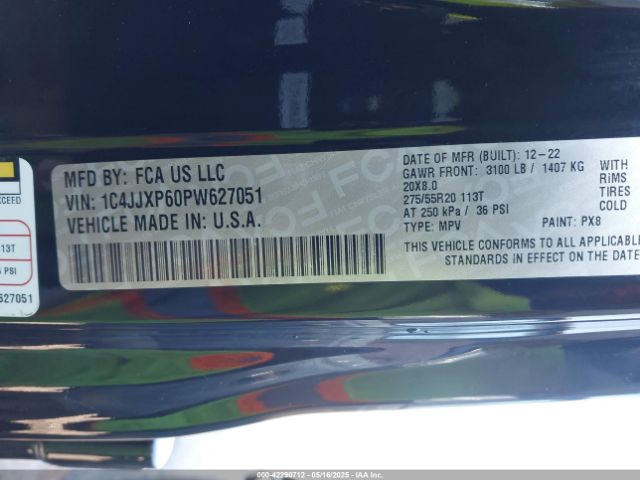 MFD BY: FCA US LLC
VIN: 1C4JJXP60PW627051
VEHICLE MADE IN: U.S.A.
DATE OF MFR (BUILT): 12-22
GAWR FRONT: 3100 LB / 1407 KG
WITH
20X8.0
RiMS
275/55R20 113T
TIRES
AT 250 kPa / 36 PSI
TYPE: MPV
PAINT: PX8
THIS VEHICLE CONFORMS TO ALL APPLICABLE
STANDARDS IN EFFECT ON THE DATE
XCEED
13T
PSI
627051
000-42290712 - 05/16/2025 - IAA Inc.